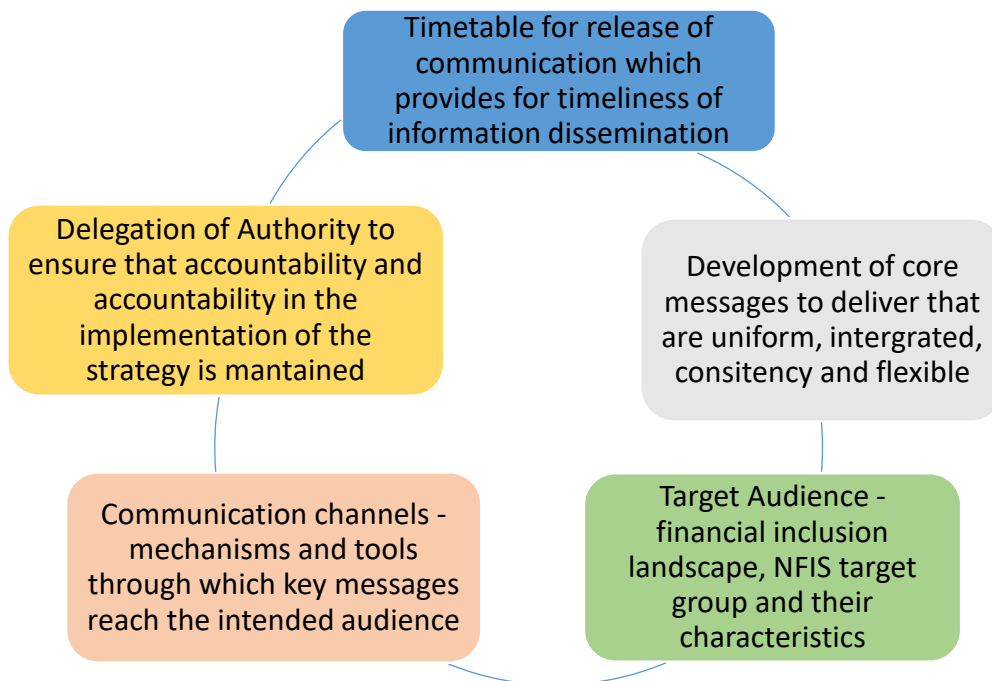 Timetable for release of
communication which
provides for timeliness of
information dissemination
Development of core
messages to deliver that
are uniform, intergrated,
consitency and flexible
Target Audience -
financial inclusion
landscape, NFIS target
group and their
characteristics
Communication channels -
mechanisms and tools
through which key messages
reach the intended audience
Delegation of Authority to
ensure that accountability and
accountability in the
implementation of the
strategy is mantained